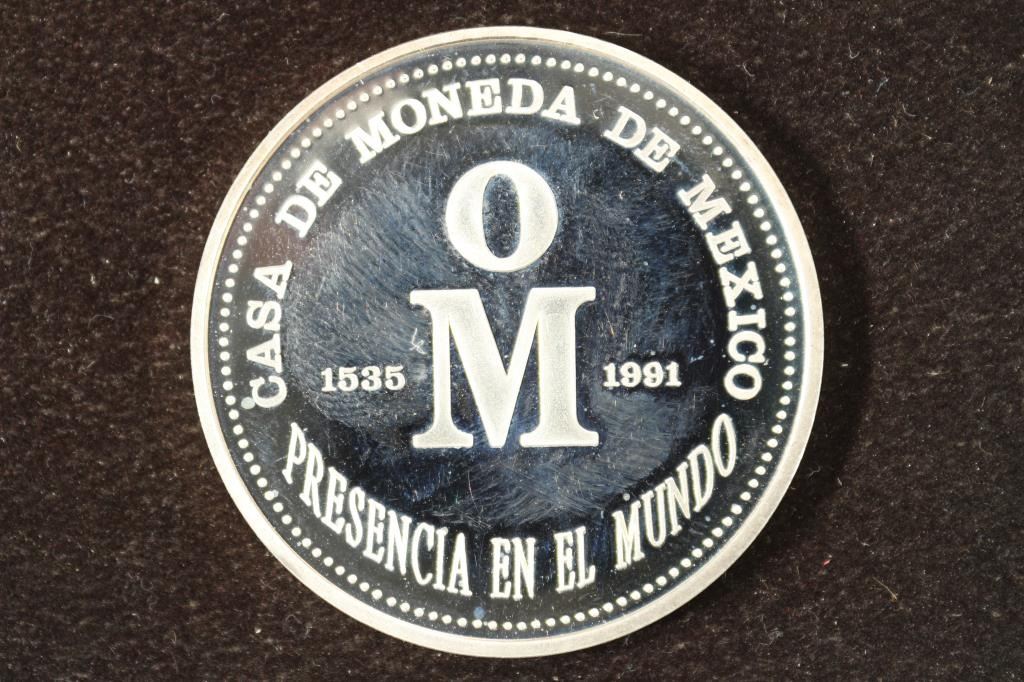 CASA DE MONEDA DE MEXICO
O
M
1535 1991
PRESENCIA EN EL MUNDO